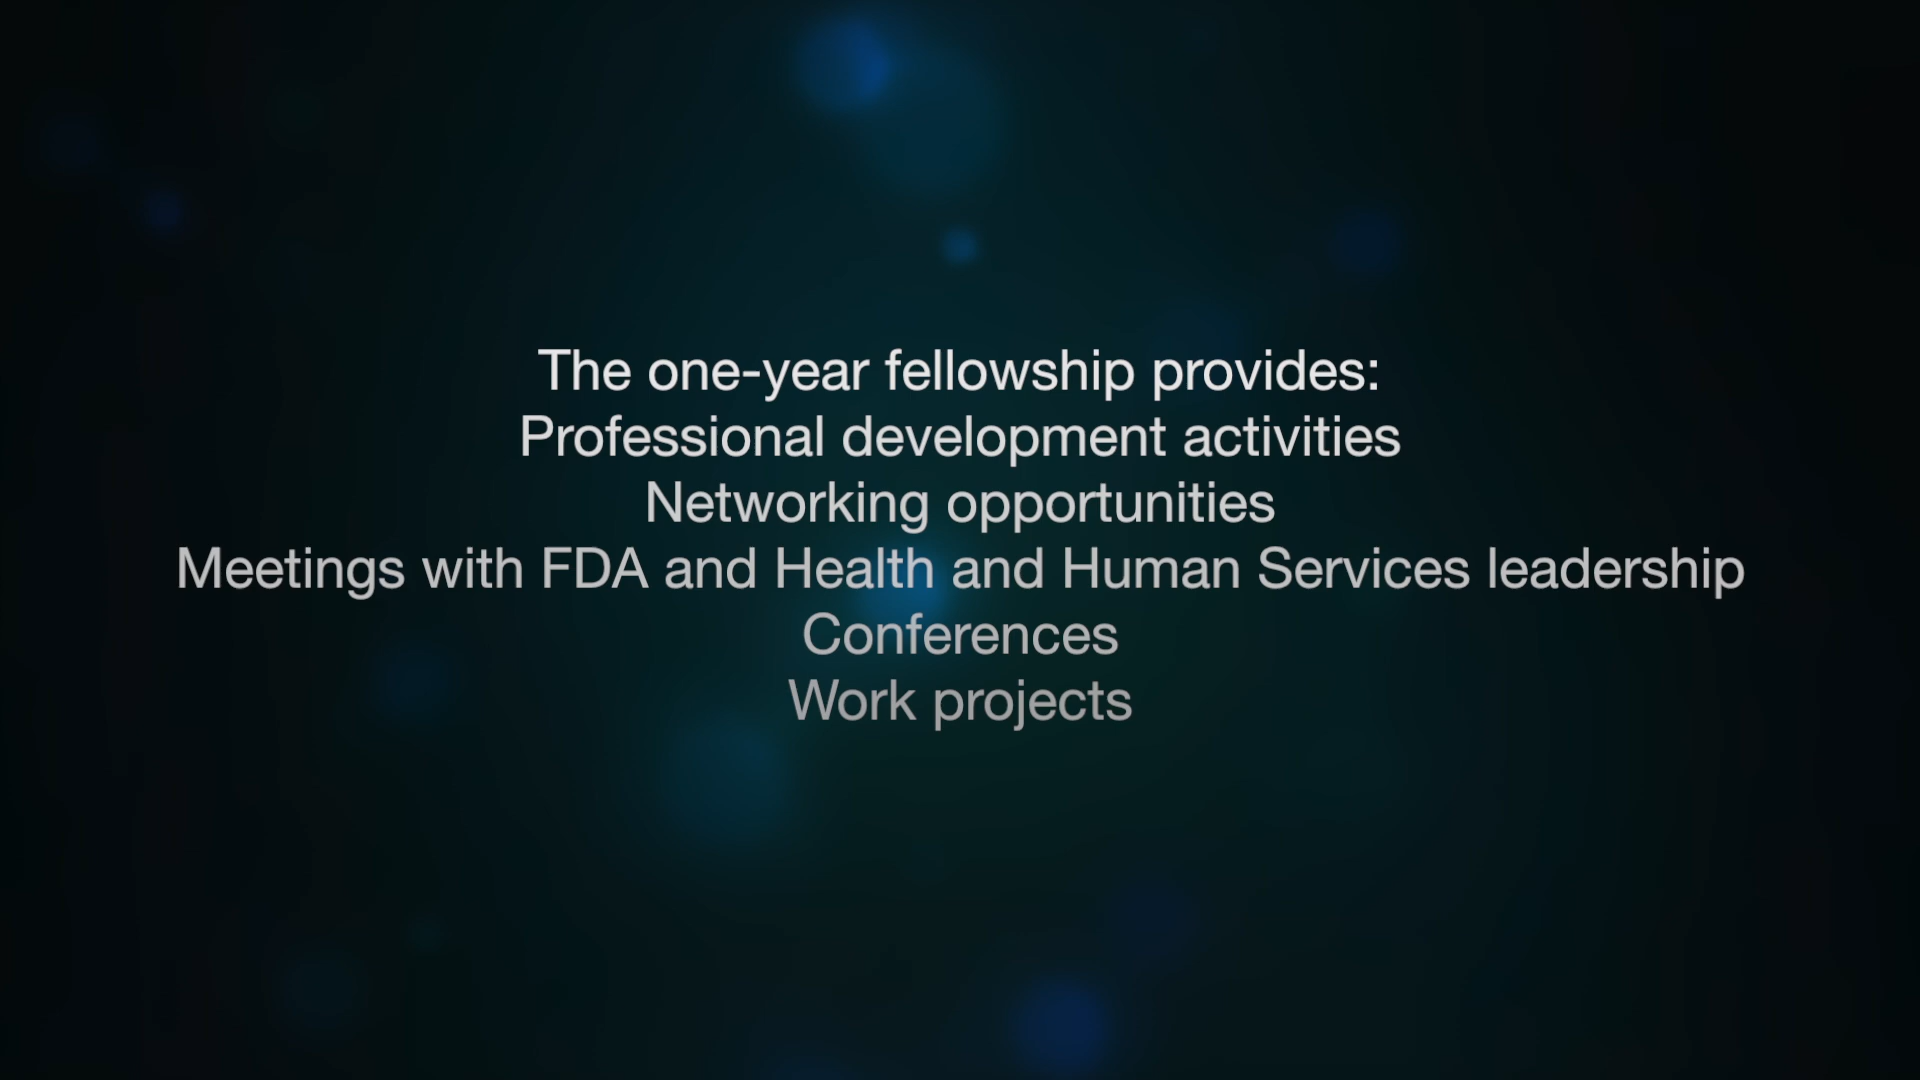 The one-year fellowship provides:
Professional development activities
Networking opportunities
Meetings with FDA and Health and Human Services leadership
Conferences
Work projects